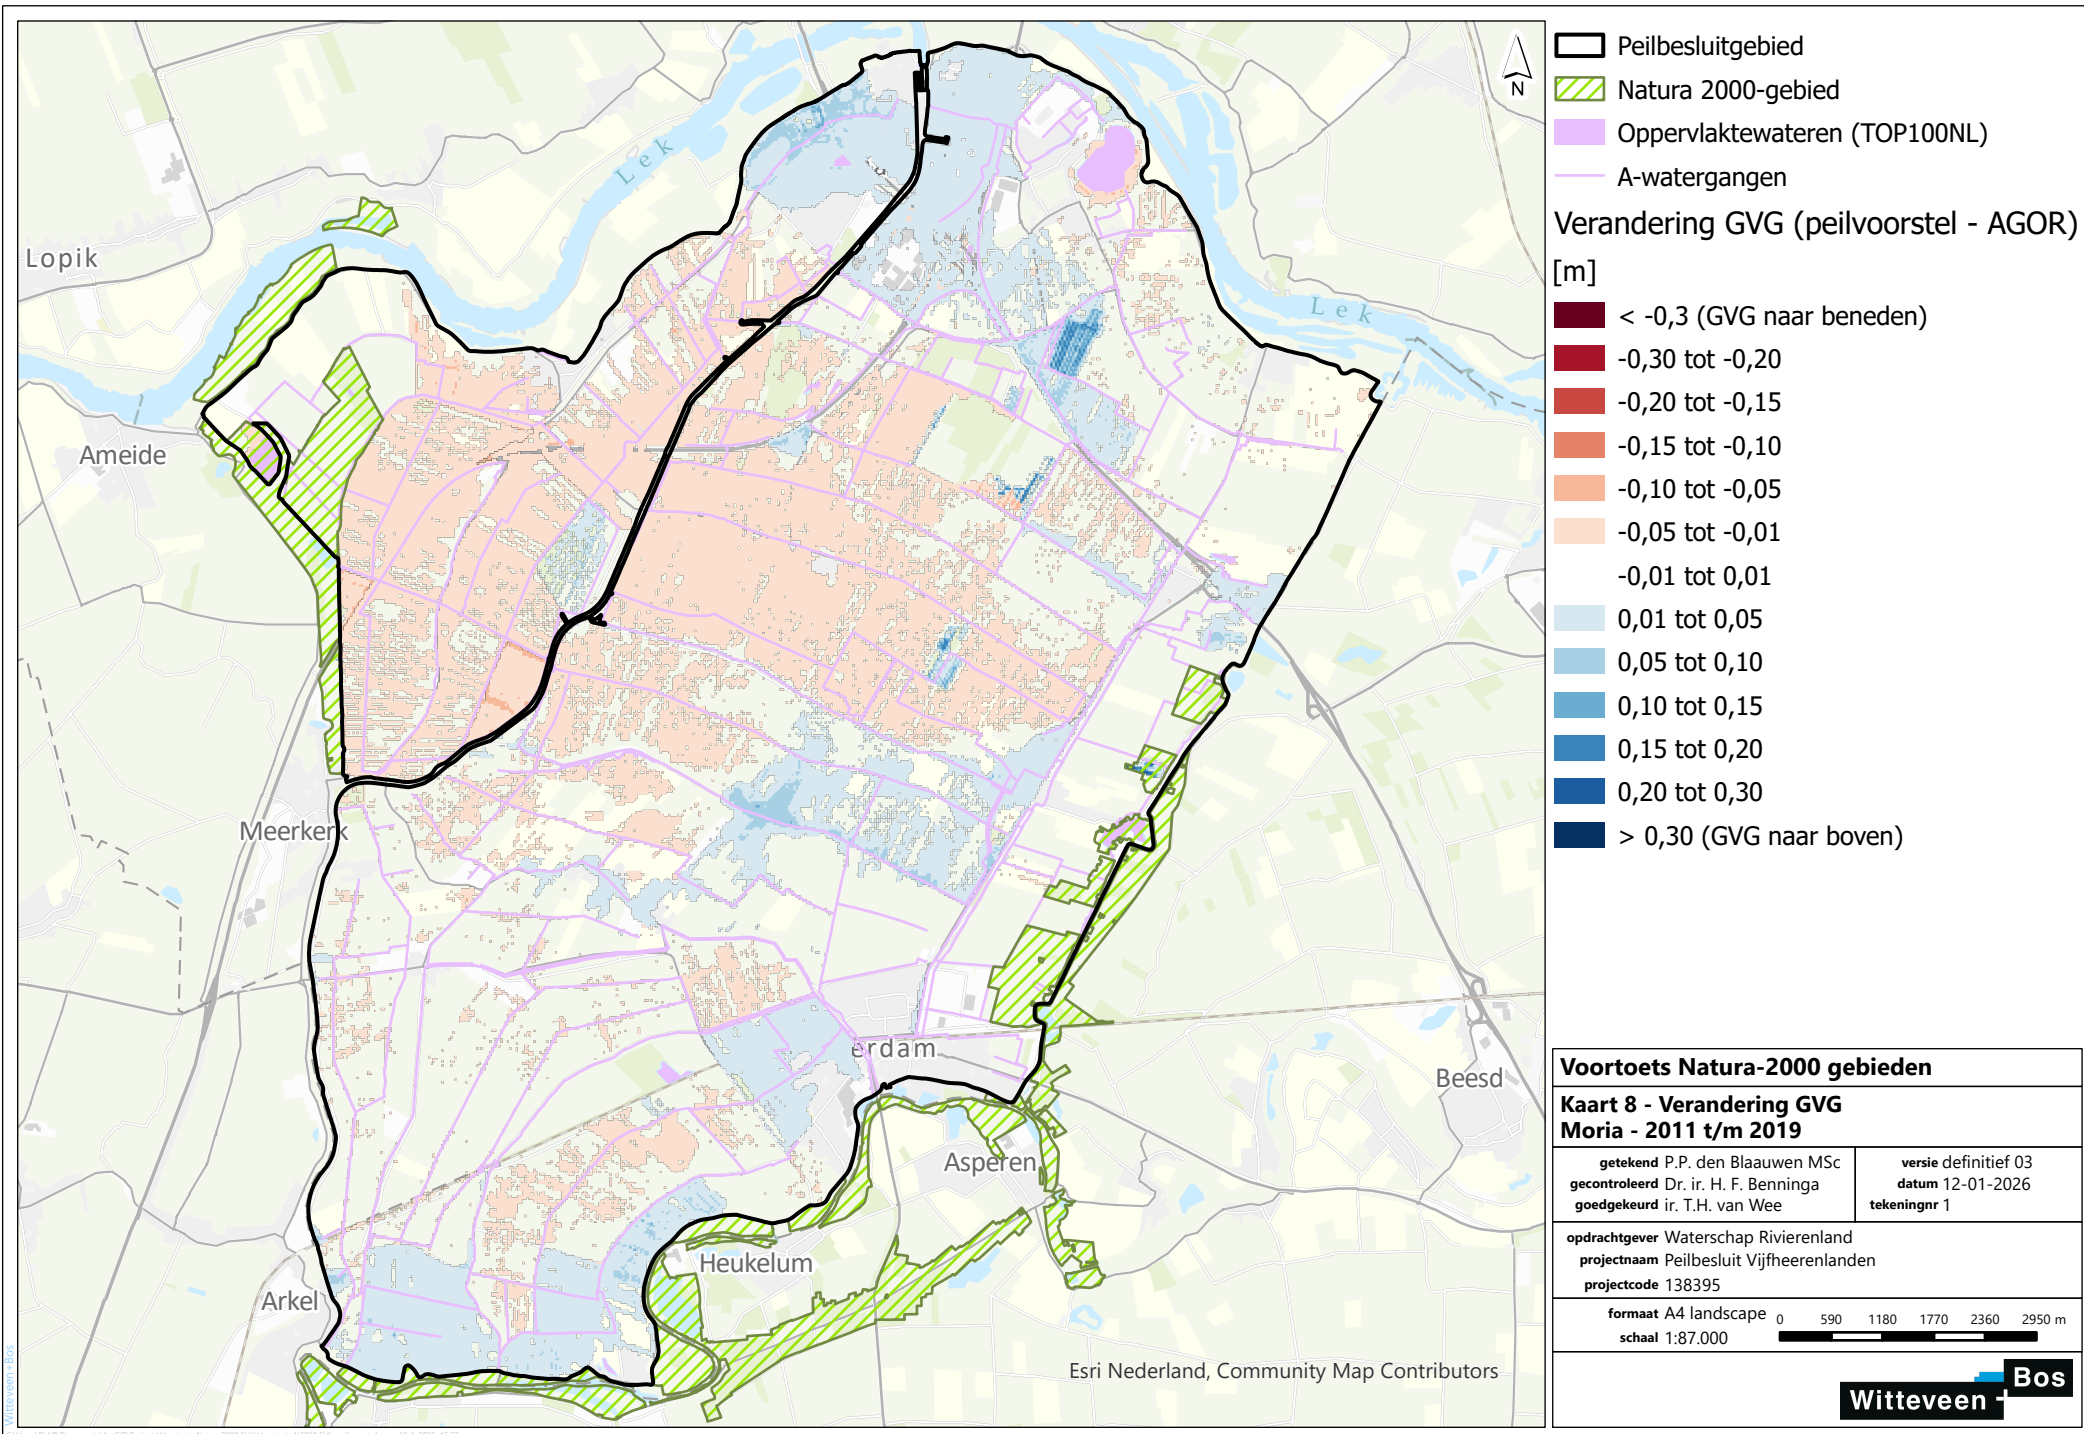 Lopik
Lek
Lek
Ameide
Meerkerk
erdam
Beesd
Asperen
Heukelum
Arkel
N
Esri Nederland, Community Map Contributors
Witteveen+Bos
Peilbesluitgebied
Natura 2000-gebied
Oppervlaktewateren (TOP100NL)
A-watergangen
Verandering GVG (peilvoorstel - AGOR)
[m]
< -0,3 (GVG naar beneden)
-0,30 tot -0,20
-0,20 tot -0,15
-0,15 tot -0,10
-0,10 tot -0,05
-0,05 tot -0,01
-0,01 tot 0,01
0,01 tot 0,05
0,05 tot 0,10
0,10 tot 0,15
0,15 tot 0,20
0,20 tot 0,30
> 0,30 (GVG naar boven)
Voortoets Natura-2000 gebieden
Kaart 8 - Verandering GVG
Moria - 2011 t/m 2019
getekend P.P. den Blaauwen MSc
gecontroleerd Dr. ir. H. F. Benninga
goedgekeurd ir. T.H. van Wee
versie definitief 03
datum 12-01-2026
tekeningnr 1
opdrachtgever Waterschap Rivierenland
projectnaam Peilbesluit Vijfheerenlanden
projectcode 138395
formaat A4 landscape
schaal 1:87.000
0 590 1180 1770 2360 2950 m
Witteveen + Bos